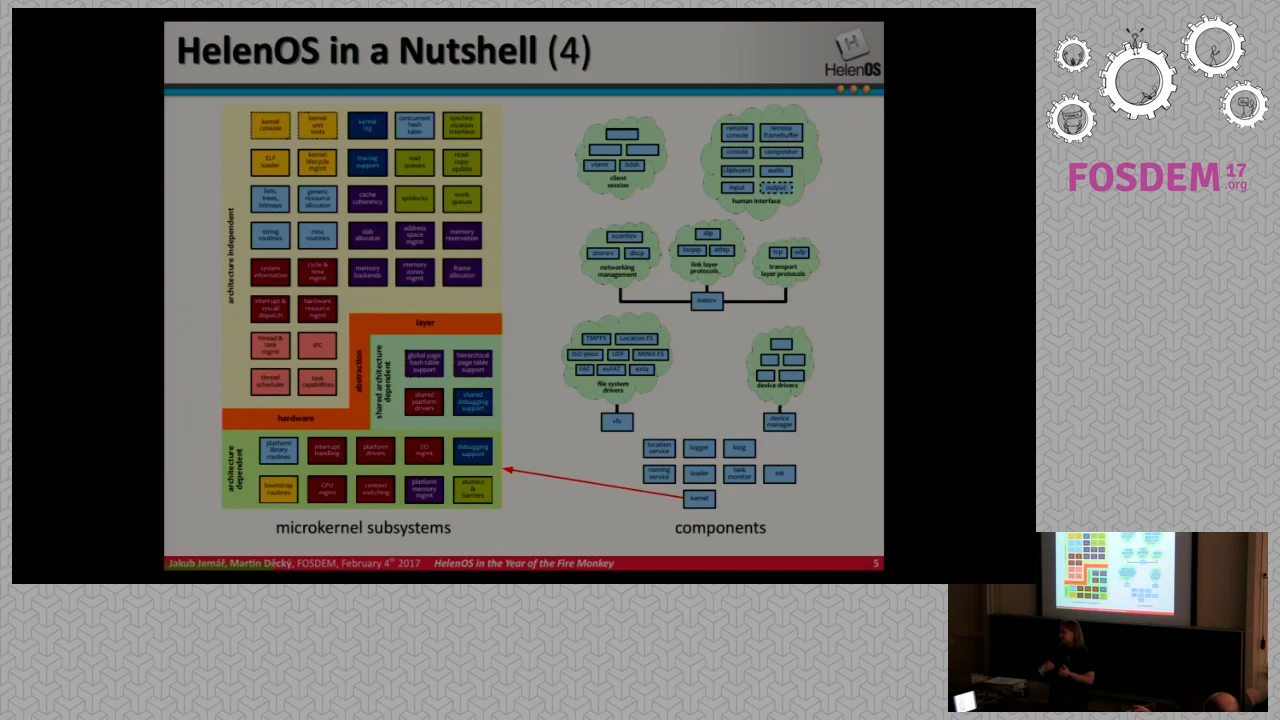 HelenOS in a Nutshell (4)
HelenOS
kernel console
kernel unit tests
kernel log
concurrent hash table
synchro-nisation interface
ELF loader
kernel lifecycle mgmt
tracing support
wait queues
read-copy-update
lists, trees, bitmaps
generic resource allocator
cache coherency
spinlocks
work queues
string routines
misc routines
slab allocator
address space mgmt
memory reservation
system information
cycle & time mgmt
memory backends
memory zones mgmt
frame allocator
interrupt & syscall dispatch
hardware resource mgmt
thread & task mgmt
IPC
thread scheduler
task capabilities
architecture independent
layer
abstraction
hardware
shared architecture dependent
global page hash table support
hierarchical page table support
shared platform drivers
shared debugging support
architecture dependent
platform library routines
interrupt handling
platform drivers
I/O mgmt
debugging support
bootstrap routines
CPU mgmt
context switching
platform memory mgmt
atomics & barriers
microkernel subsystems
vterm
bdsh
client session
remote console
remote framebuffer
console
compositor
clipboard
audio
input
output
human interface
nconfsrv
dnsrsrv
dhcp
networking management
slip
loopip
ethip
link layer protocols
tcp
udp
transport layer protocols
inetsrv
TMPFS
Location FS
ISO 9660
UDF
MINIX FS
FAT
exFAT
ext4
file system drivers
vfs
device drivers
device manager
location service
logger
klog
naming service
loader
task monitor
init
kernel
components
Jakub Jemář, Martin Děcký, FOSDEM, February 4th 2017
HelenOS in the Year of the Fire Monkey
5
FOSDEM 17 .org